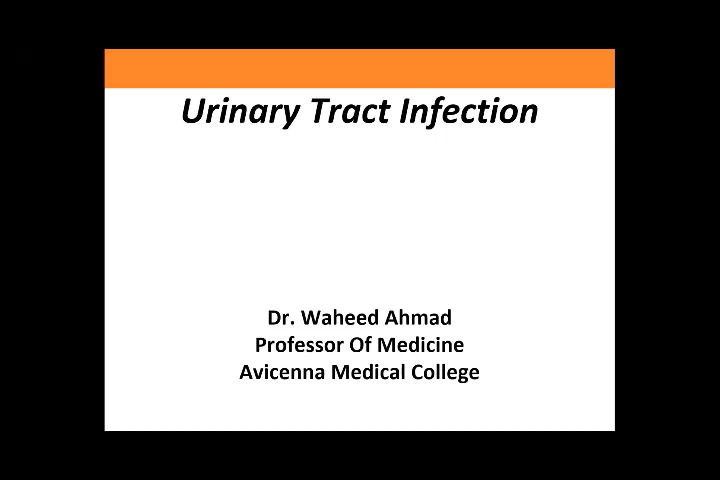 Urinary Tract Infection
Dr. Waheed Ahmad
Professor Of Medicine
Avicenna Medical College